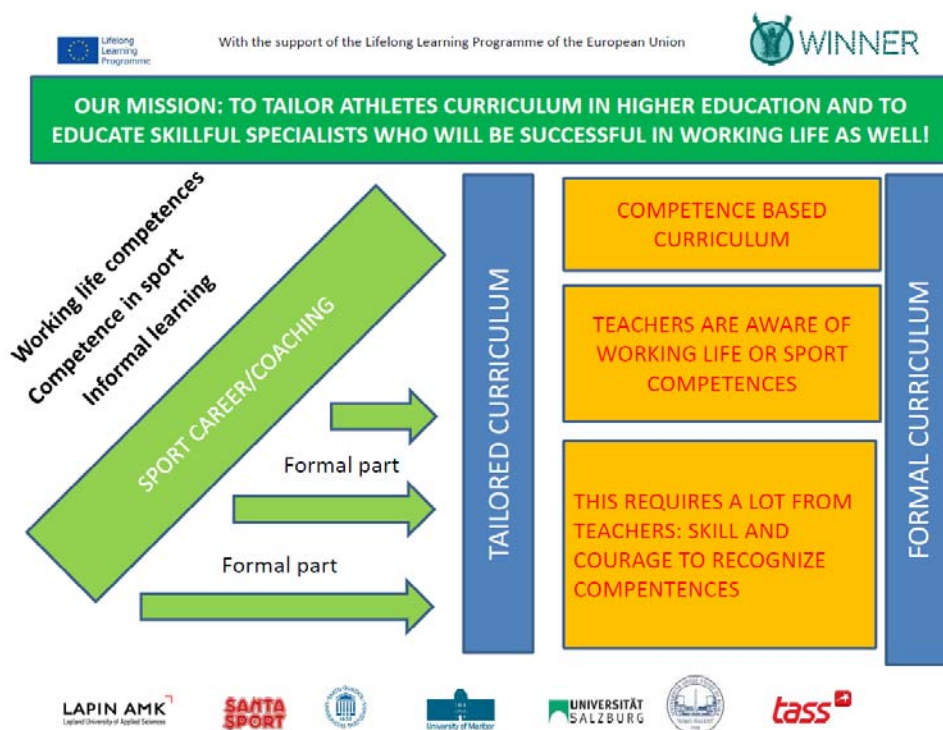 Lifelong
Learning
Programme
With the support of the Lifelong Learning Programme of the European Union
WINNER
OUR MISSION: TO TAILOR ATHLETES CURRICULUM IN HIGHER EDUCATION AND TO
EDUCATE SKILLFUL SPECIALISTS WHO WILL BE SUCCESSFUL IN WORKING LIFE AS WELL!
Working life competences
Competence in sport
Informal learning
SPORT CAREER/COACHING
Formal part
Formal part
TAILORED CURRICULUM
COMPETENCE BASED
CURRICULUM
TEACHERS ARE AWARE OF
WORKING LIFE OR SPORT
COMPETENCES
THIS REQUIRES A LOT FROM
TEACHERS: SKILL AND
COURAGE TO RECOGNIZE
COMPENTENCES
FORMAL CURRICULUM
LAPIN AMK
Lapland University of Applied Sciences
SANTA
SPORT
University of Maribor
UNIVERSITÄT
SALZBURG
tass